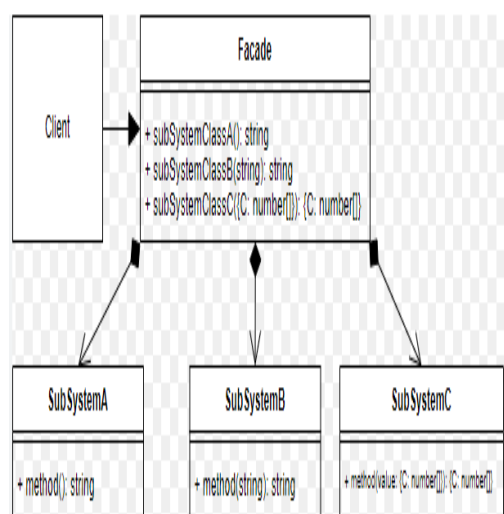 Client
Facade
+ subSystemClassA(): string
+ subSystemClassB(string): string
+ subSystemClassC({C: number[]}): {C: number[]}
SubSystemA
+ method(): string
SubSystemB
+ method(string): string
SubSystemC
+ method(value: {C: number[]}): {C: number[]}